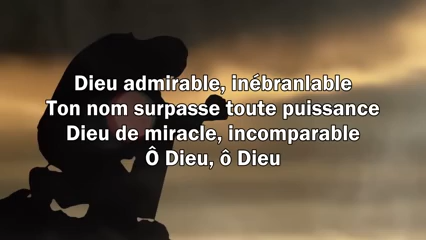 Dieu admirable, inébranlable
Ton nom surpasse toute puissance
Dieu de miracle, incomparable
Ô Dieu, ô Dieu